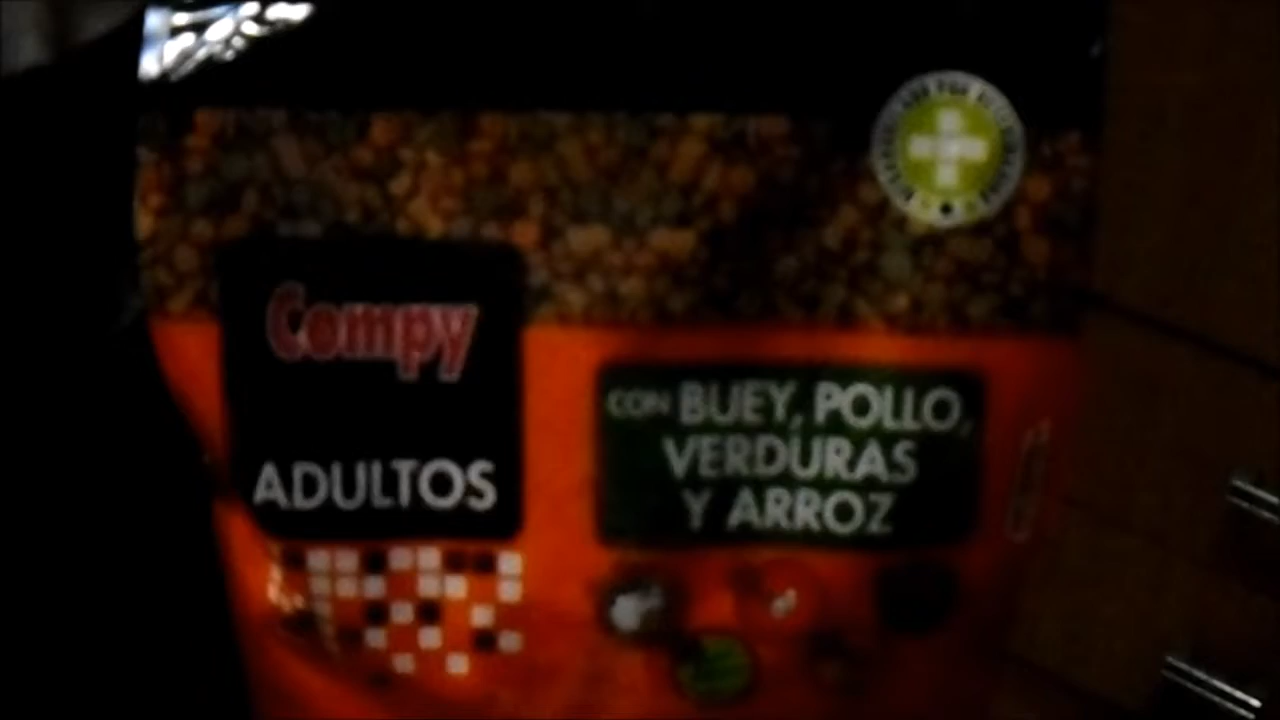 Compy
ADULTOS
CON BUEY, POLLO,
VERDURAS
Y ARROZ